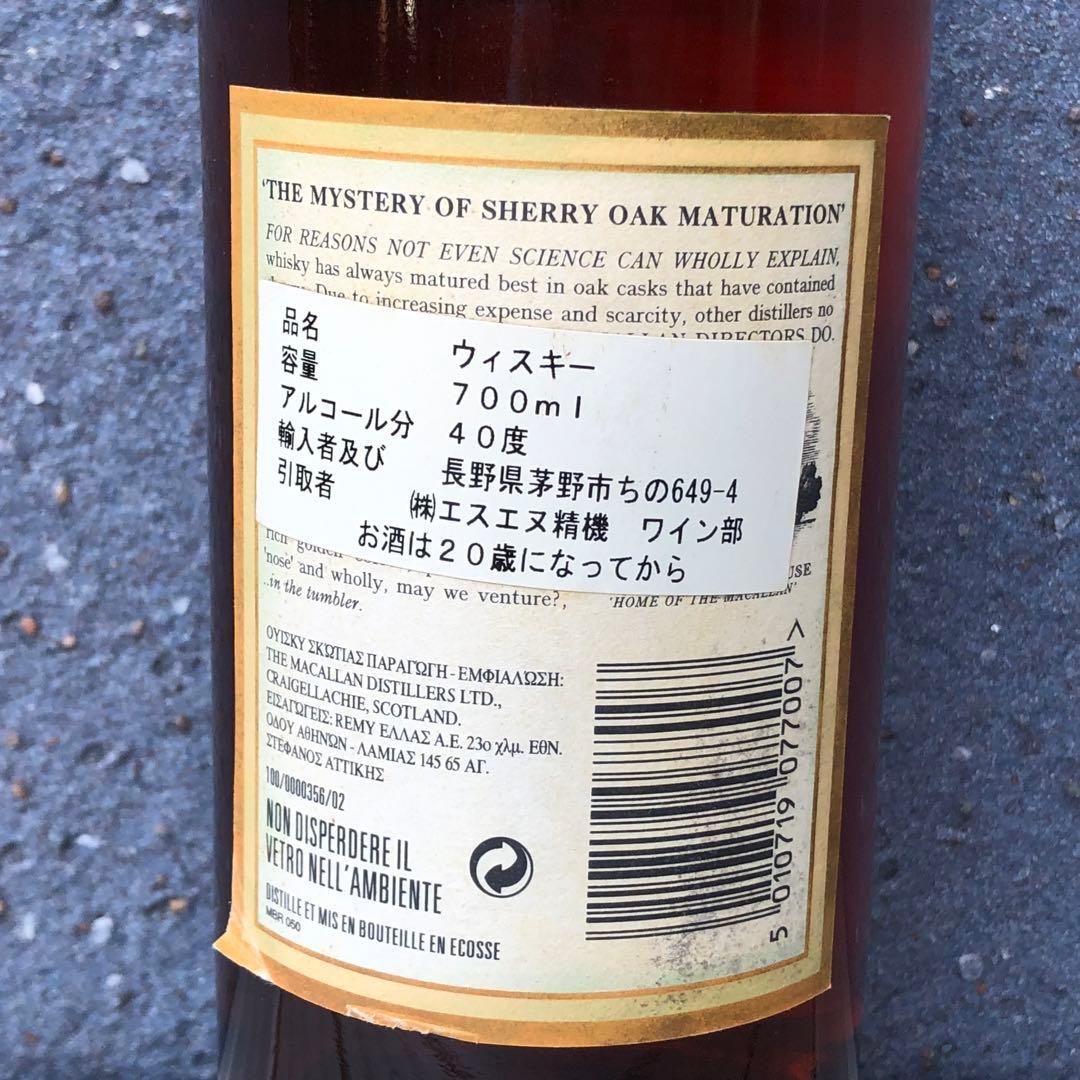 'THE MYSTERY OF SHERRY OAK MATURATION'
FOR REASONS NOT EVEN SCIENCE CAN WHOLLY EXPLAIN,
whisky has always matured best in oak casks that have contained
Due to increasing expense and scarcity, other distillers no
DIRECTORS DO.
品名 ウィスキー
容量 700ml
アルコール分 40度
輸入者及び 長野県茅野市ちの649-4
引取者 ㈱エスエヌ精機 ワイン部
お酒は20歳になってから
rich golden
'nose' and wholly, may we venture?,
..in the tumbler.
'HOME OF THE MACALLAN'
ΟΥΙΣΚΥ ΣΚΩΤΙΑΣ ΠΑΡΑΓΩΓΗ - ΕΜΦΙΑΛΩΣΗ:
THE MACALLAN DISTILLERS LTD.,
CRAIGELLACHIE, SCOTLAND.
ΕΙΣΑΓΩΓΕΙΣ: REMY ΕΛΛΑΣ Α.Ε. 23ο χλμ. ΕΘΝ.
ΟΔΟΥ ΑΘΗΝΩΝ - ΛΑΜΙΑΣ 145 65 ΑΓ.
ΣΤΕΦΑΝΟΣ ΑΤΤΙΚΗΣ
100/0000356/02
NON DISPERDERE IL
VETRO NELL'AMBIENTE
DISTILLE ET MIS EN BOUTEILLE EN ECOSSE
MBR 050
5 010719 077007 >